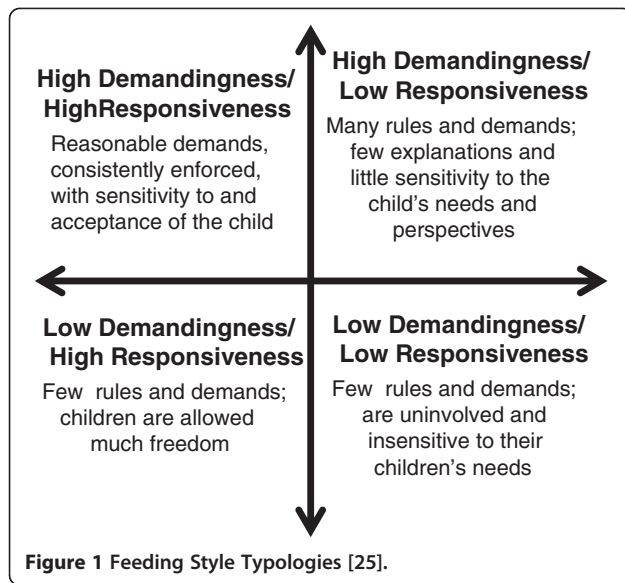 High Demandingness/
HighResponsiveness
Reasonable demands,
consistently enforced,
with sensitivity to and
acceptance of the child
High Demandingness/
Low Responsiveness
Many rules and demands;
few explanations and
little sensitivity to the
child's needs and
perspectives
Low Demandingness/
High Responsiveness
Few rules and demands;
children are allowed
much freedom
Low Demandingness/
Low Responsiveness
Few rules and demands;
are uninvolved and
insensitive to their
children's needs
Figure 1 Feeding Style Typologies [25].